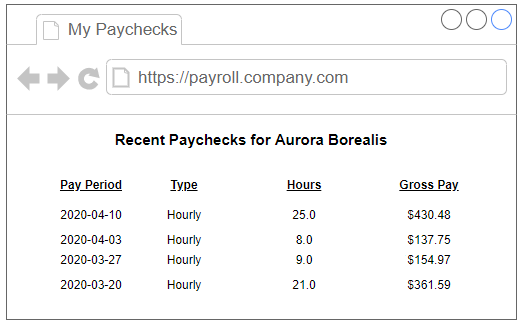 My Paychecks
https://payroll.company.com
Recent Paychecks for Aurora Borealis
Pay Period Type Hours Gross Pay
2020-04-10 Hourly 25.0 $430.48
2020-04-03 Hourly 8.0 $137.75
2020-03-27 Hourly 9.0 $154.97
2020-03-20 Hourly 21.0 $361.59